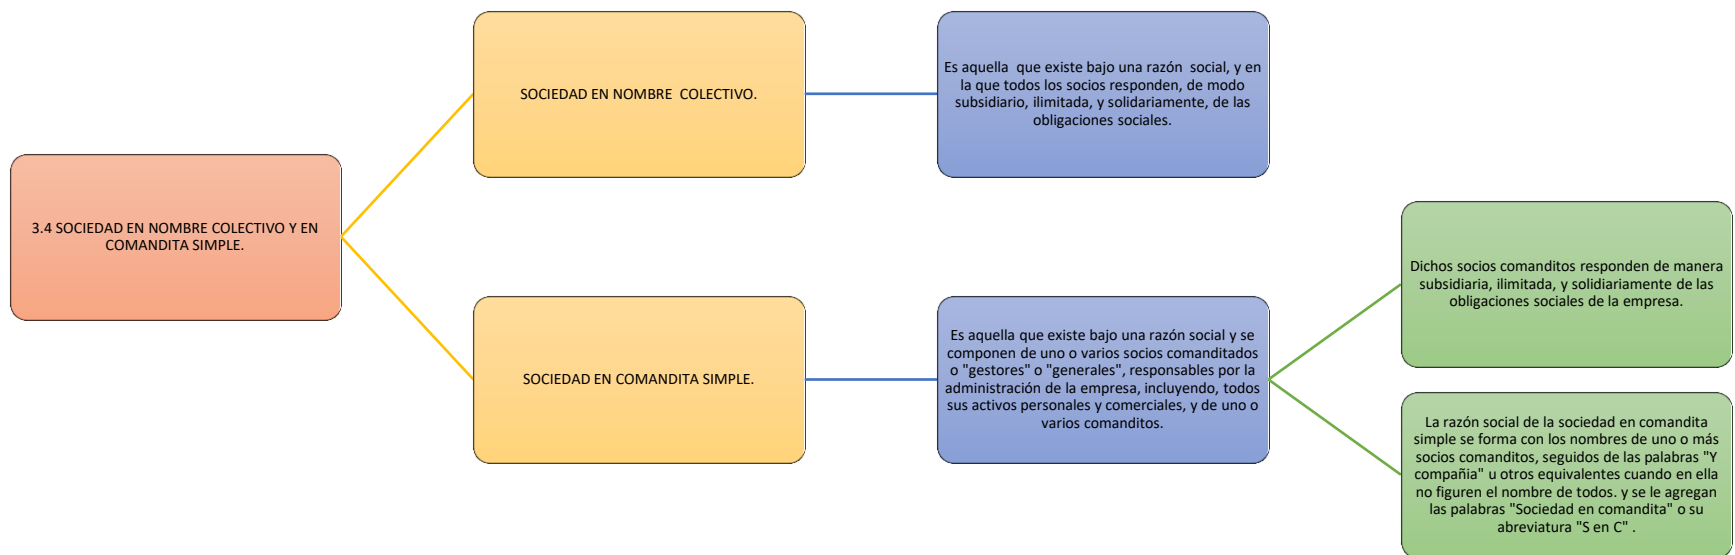 3.4 SOCIEDAD EN NOMBRE COLECTIVO Y EN
COMANDITA SIMPLE.
SOCIEDAD EN NOMBRE  COLECTIVO.
Es aquella  que existe bajo una razón  social, y en
la que todos los socios responden, de modo
subsidiario, ilimitada, y solidariamente, de las
obligaciones sociales.
SOCIEDAD EN COMANDITA SIMPLE.
Es aquella que existe bajo una razón social y se
componen de uno o varios socios comanditados
o "gestores" o "generales", responsables por la
administración de la empresa, incluyendo, todos
sus activos personales y comerciales, y de uno o
varios comanditos.
Dichos socios comanditos responden de manera
subsidiaria, ilimitada, y solidiariamente de las
obligaciones sociales de la empresa.
La razón social de la sociedad en comandita
simple se forma con los nombres de uno o más
socios comanditos, seguidos de las palabras "Y
compañia" u otros equivalentes cuando en ella
no figuren el nombre de todos. y se le agregan
las palabras "Sociedad en comandita" o su
abreviatura "S en C" .